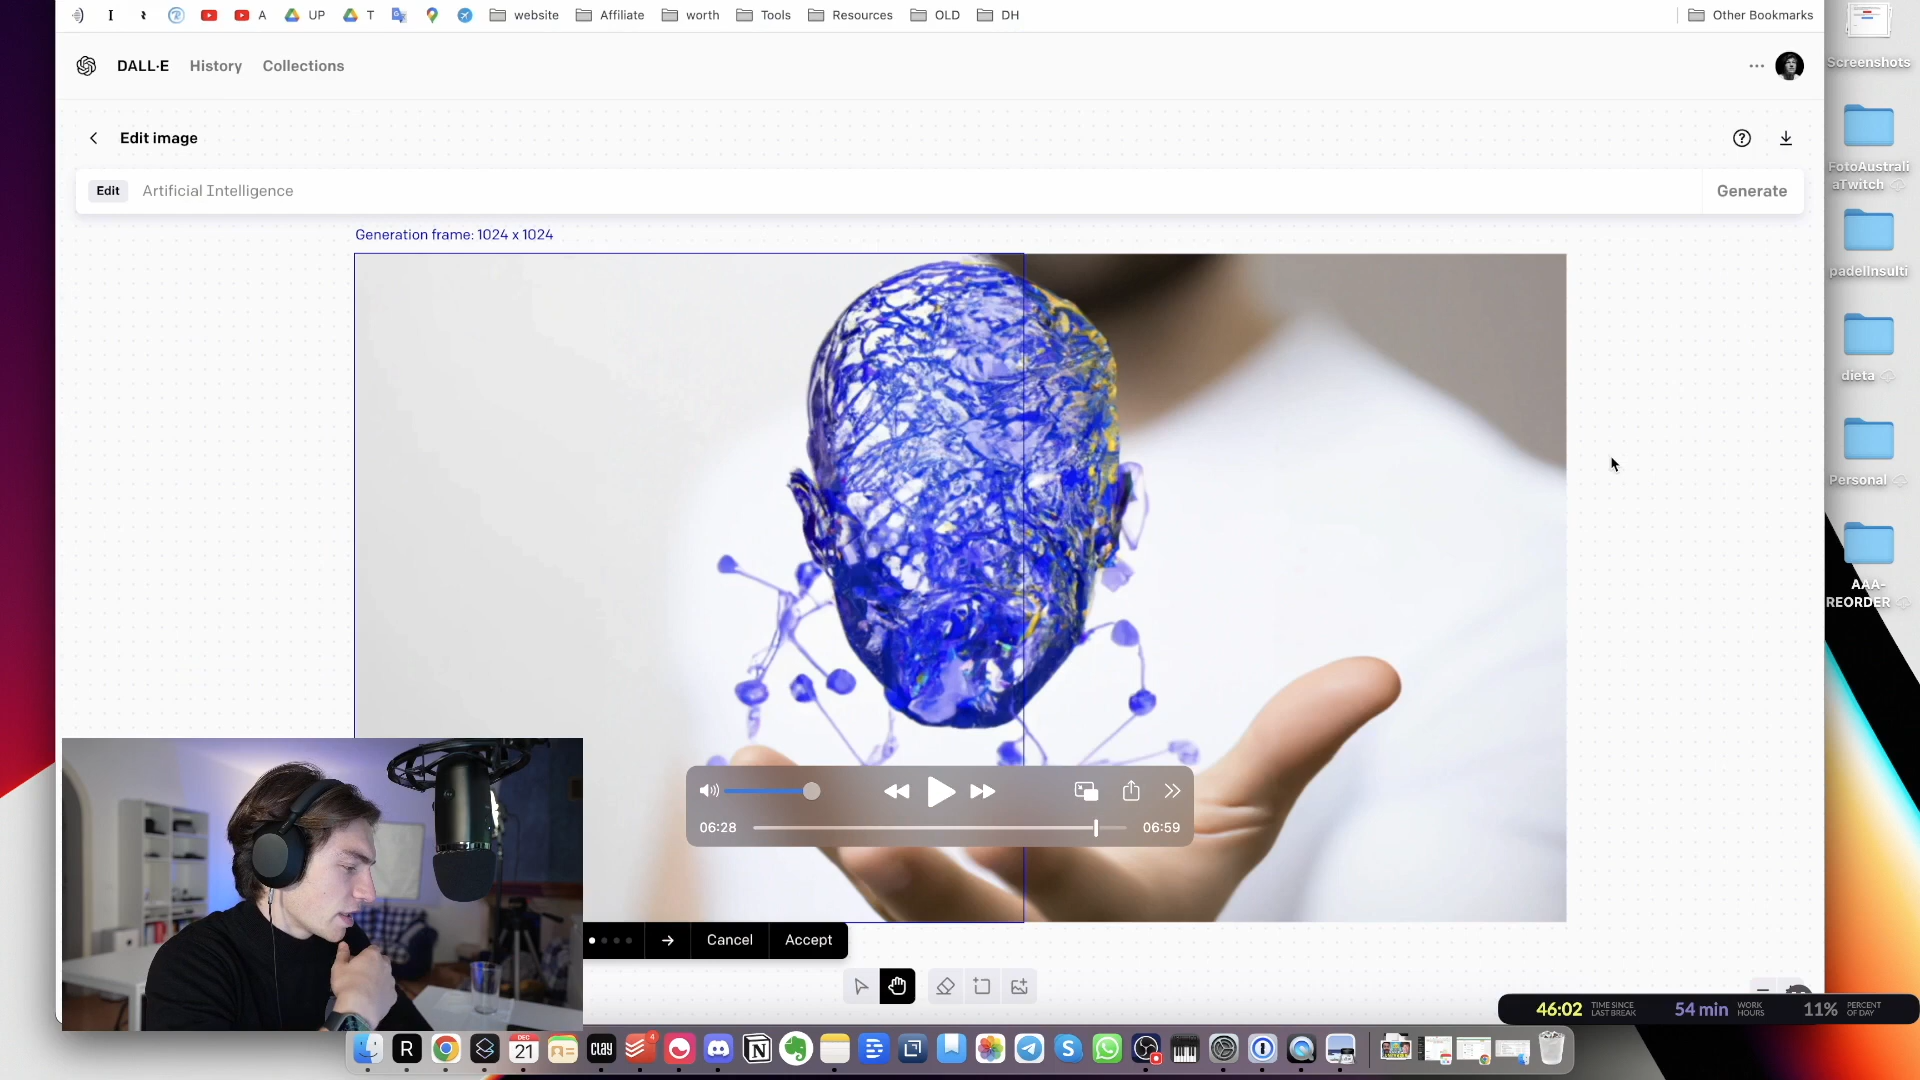 I
A
UP
T
website
Affiliate
worth
Tools
Resources
OLD
DH
Other Bookmarks
DALL·E
History
Collections
...
Edit image
Edit
Artificial Intelligence
Generate
Generation frame: 1024 x 1024
06:28
06:59
Cancel
Accept
Screenshots
FotoAustrali
aTwitch
padelInsulti
dieta
Personal
AAA-
REORDER
46:02
TIME SINCE
LAST BREAK
54 min
WORK
HOURS
11%
PERCENT
OF DAY
R
DEC
21
CLAY
4